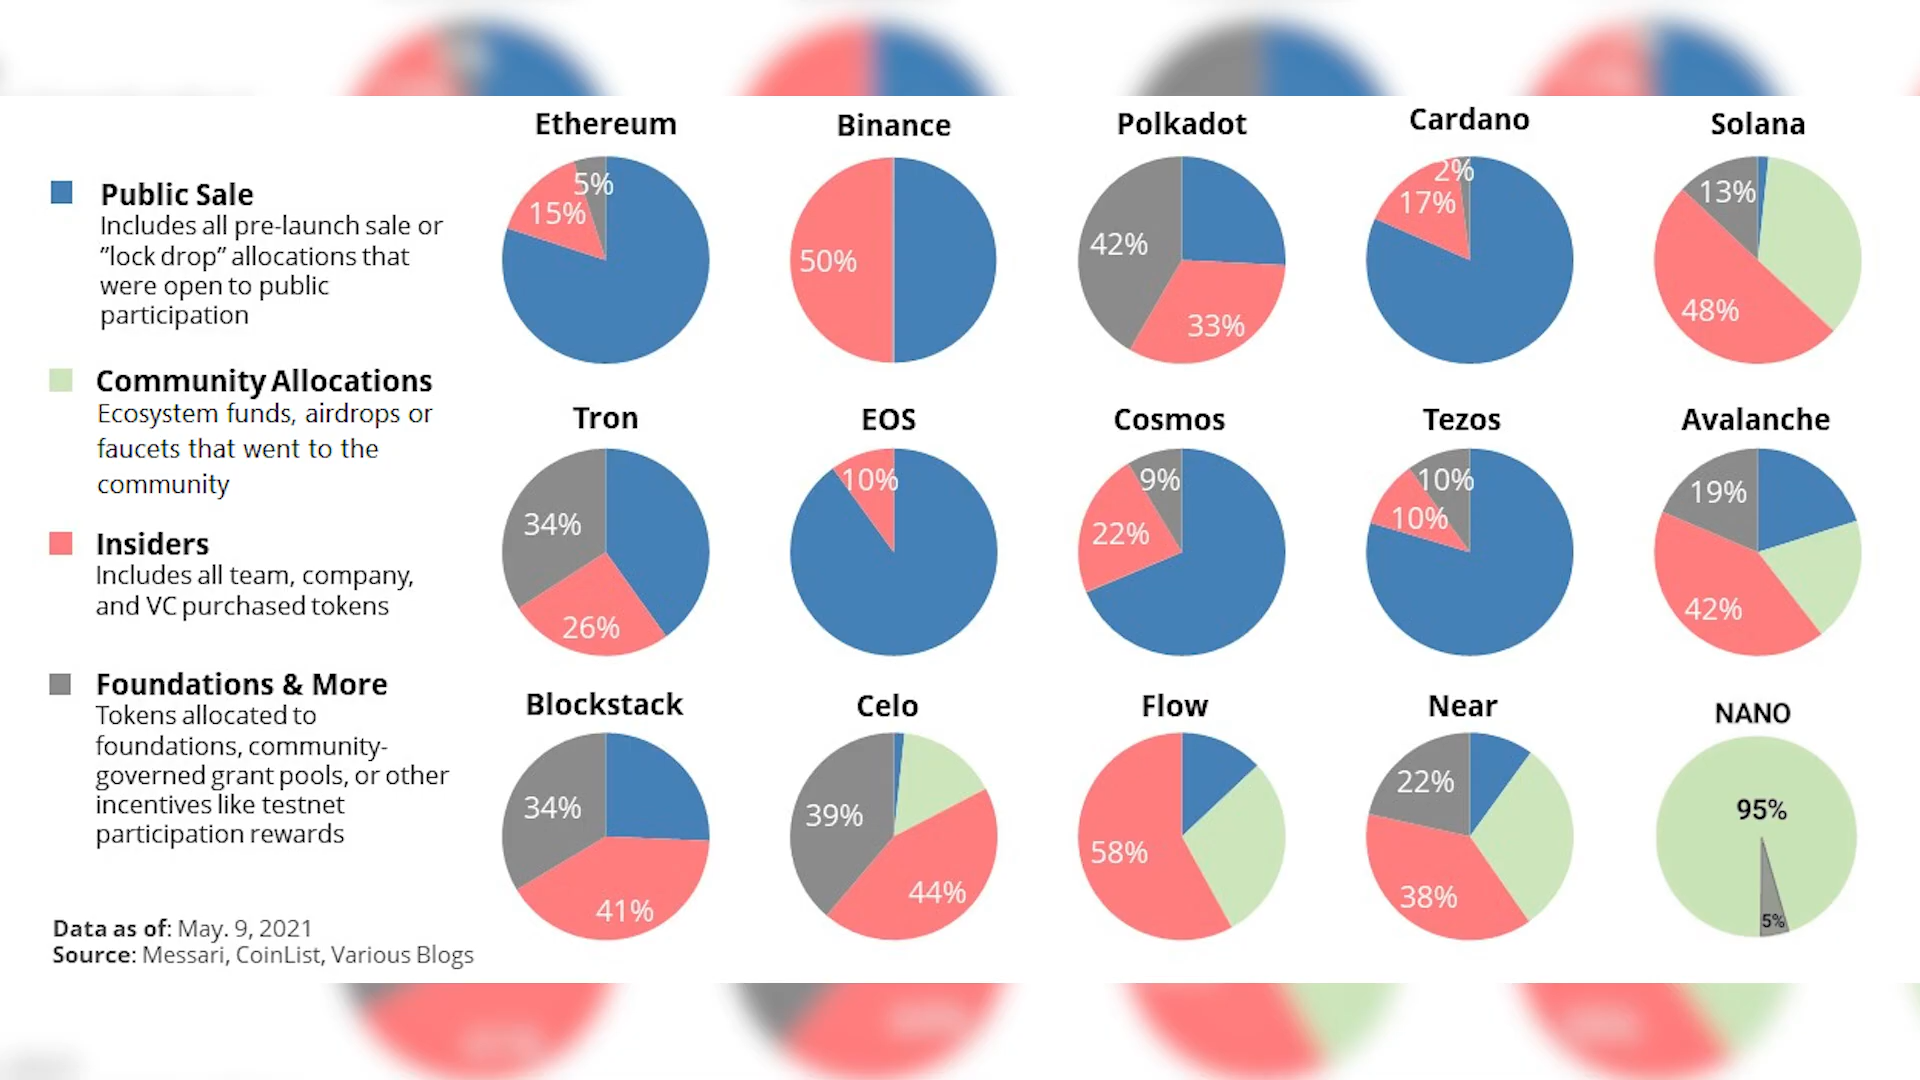 Public Sale
Includes all pre-launch sale or
”lock drop” allocations that
were open to public
participation
Community Allocations
Ecosystem funds, airdrops or
faucets that went to the
community
Insiders
Includes all team, company,
and VC purchased tokens
Foundations & More
Tokens allocated to
foundations, community-
governed grant pools, or other
incentives like testnet
participation rewards
Data as of: May. 9, 2021
Source: Messari, CoinList, Various Blogs
Ethereum
5%
15%
Binance
50%
Polkadot
42%
33%
Cardano
2%
17%
Solana
13%
48%
Tron
34%
26%
EOS
10%
Cosmos
9%
22%
Tezos
10%
10%
Avalanche
19%
42%
Blockstack
34%
41%
Celo
39%
44%
Flow
58%
Near
22%
38%
NANO
95%
5%